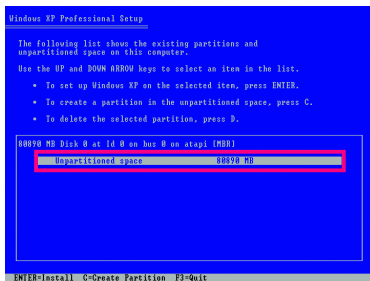 Windows XP Professional Setup
The following list shows the existing partitions and
unpartitioned space on this computer.
Use the UP and DOWN ARROW keys to select an item in the list.
• To set up Windows XP on the selected item, press ENTER.
• To create a partition in the unpartitioned space, press C.
• To delete the selected partition, press D.
80890 MB Disk 0 at Id 0 on bus 0 on atapi [MBR]
Unpartitioned space 80890 MB
ENTER=Install C=Create Partition F3=Quit